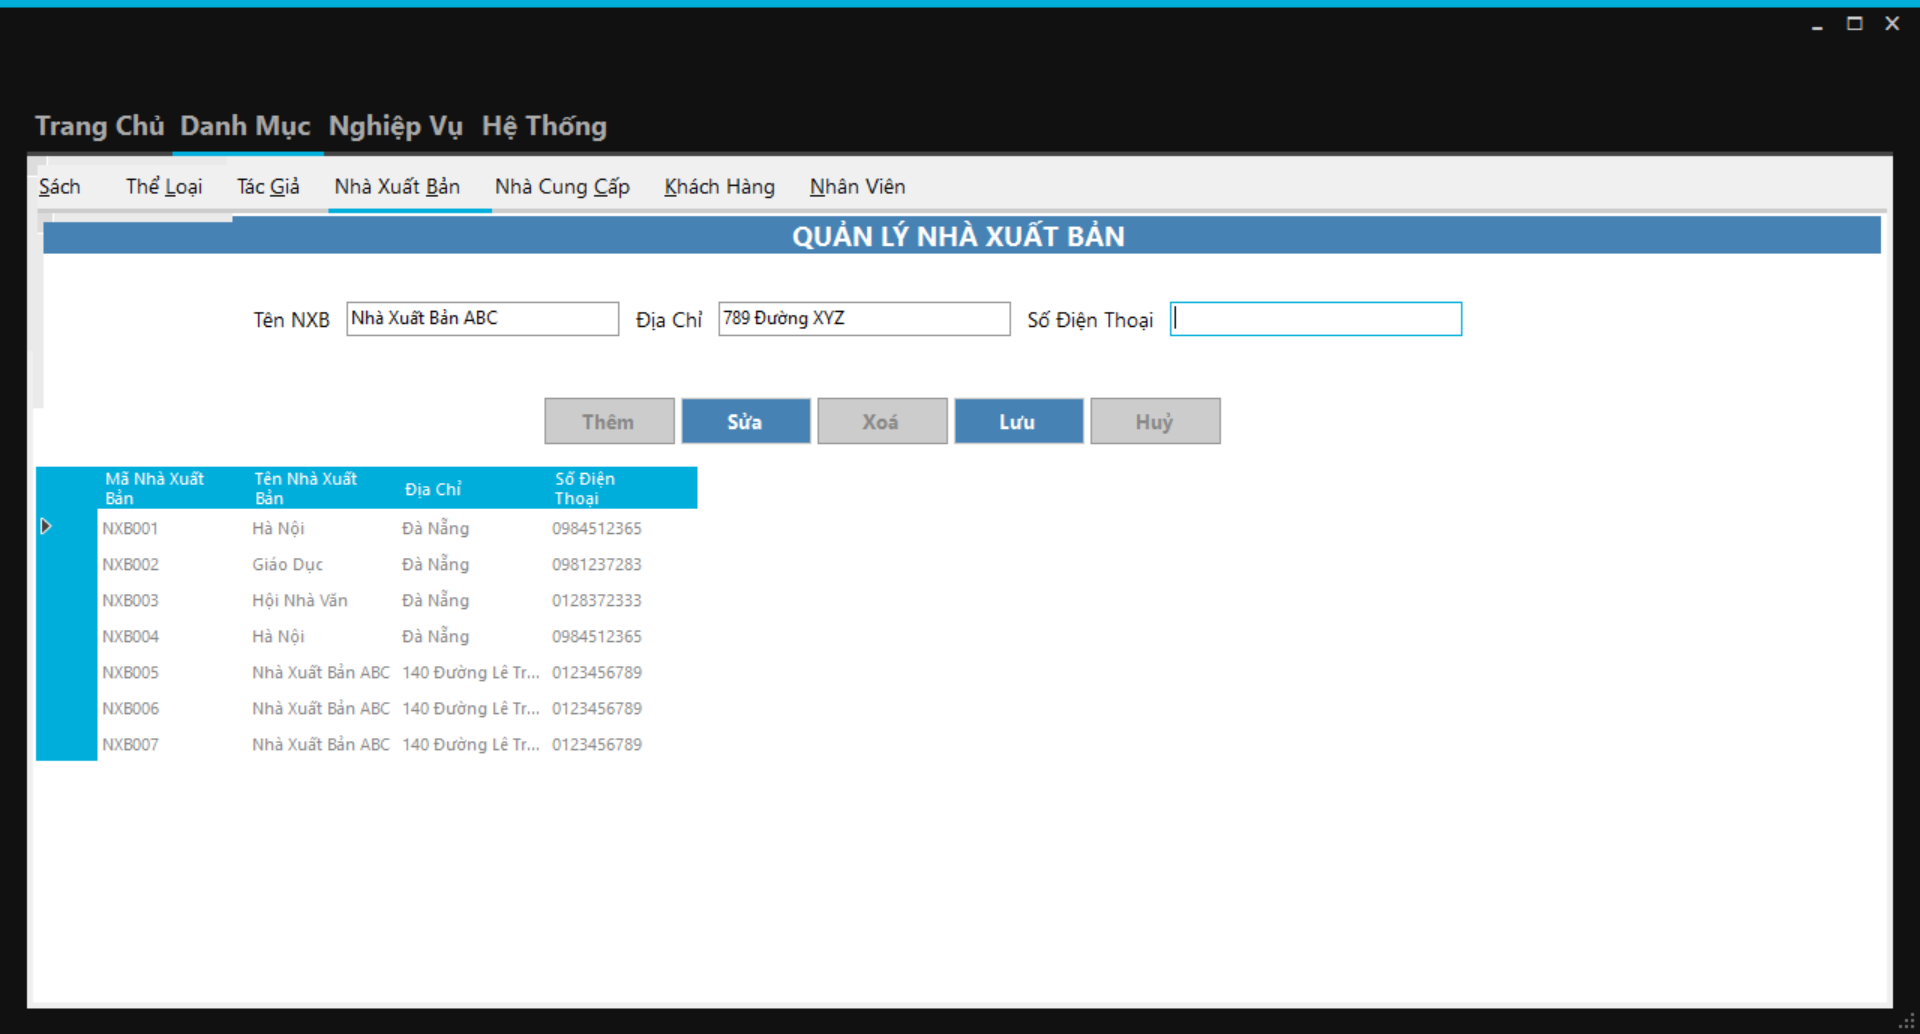 Trang Chủ Danh Mục Nghiệp Vụ Hệ Thống
Sách Thể Loại Tác Giả Nhà Xuất Bản Nhà Cung Cấp Khách Hàng Nhân Viên
QUẢN LÝ NHÀ XUẤT BẢN
Tên NXB Nhà Xuất Bản ABC Địa Chỉ 789 Đường XYZ Số Điện Thoại
Thêm Sửa Xoá Lưu Huỷ
Mã Nhà Xuất Bản Tên Nhà Xuất Bản Địa Chỉ Số Điện Thoại
NXB001 Hà Nội Đà Nẵng 0984512365
NXB002 Giáo Dục Đà Nẵng 0981237283
NXB003 Hội Nhà Văn Đà Nẵng 0128372333
NXB004 Hà Nội Đà Nẵng 0984512365
NXB005 Nhà Xuất Bản ABC 140 Đường Lê Tr... 0123456789
NXB006 Nhà Xuất Bản ABC 140 Đường Lê Tr... 0123456789
NXB007 Nhà Xuất Bản ABC 140 Đường Lê Tr... 0123456789